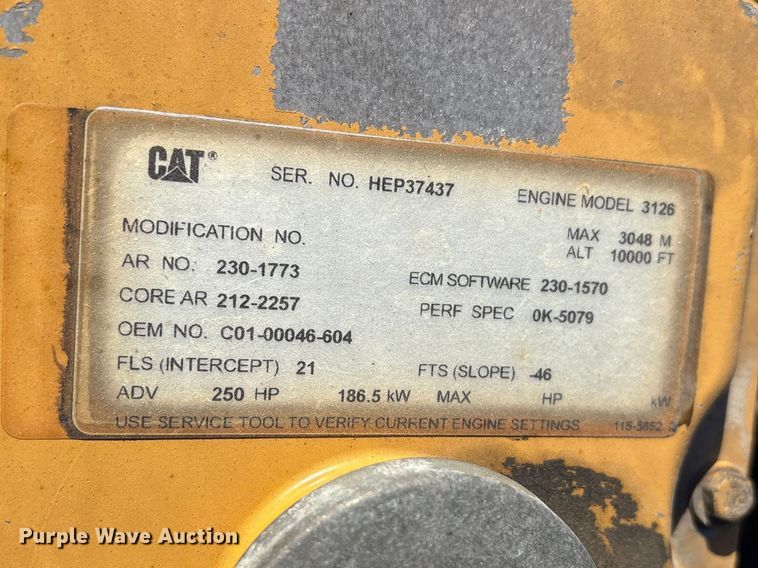 CAT® SER. NO. HEP37437 ENGINE MODEL 3126
MODIFICATION NO. MAX 3048 M
ALT 10000 FT
AR NO. 230-1773 ECM SOFTWARE 230-1570
CORE AR 212-2257 PERF SPEC 0K-5079
OEM NO. C01-00046-604
FLS (INTERCEPT) 21 FTS (SLOPE) -46
ADV 250 HP 186.5 kW MAX HP kW
USE SERVICE TOOL TO VERIFY CURRENT ENGINE SETTINGS 115-5852
Purple Wave Auction